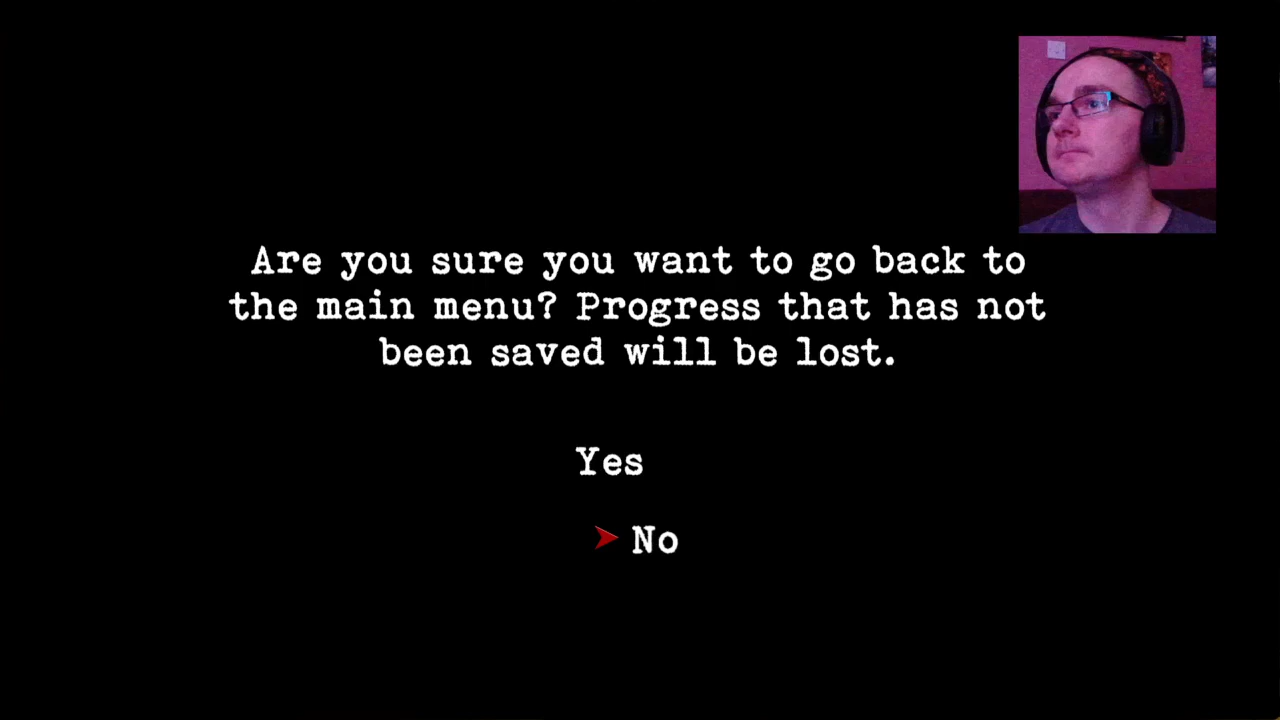 Are you sure you want to go back to
the main menu? Progress that has not
been saved will be lost.
Yes
No